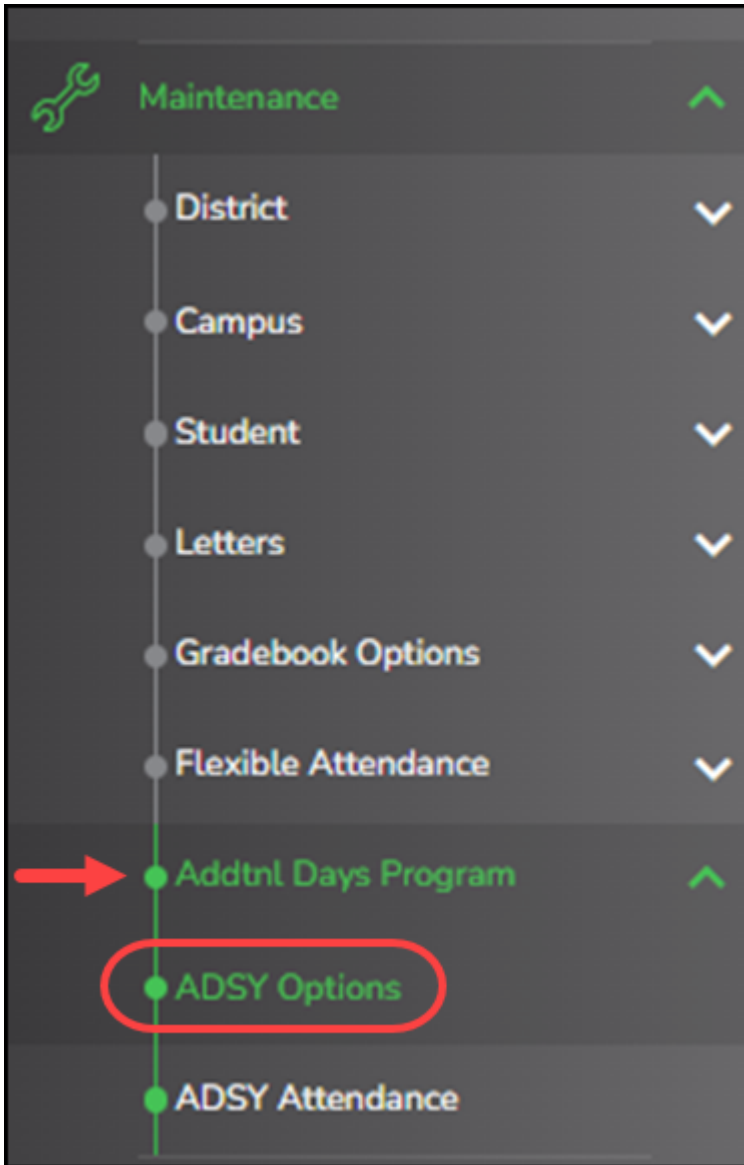 Maintenance
District
Campus
Student
Letters
Gradebook Options
Flexible Attendance
Addtnl Days Program
ADSY Options
ADSY Attendance